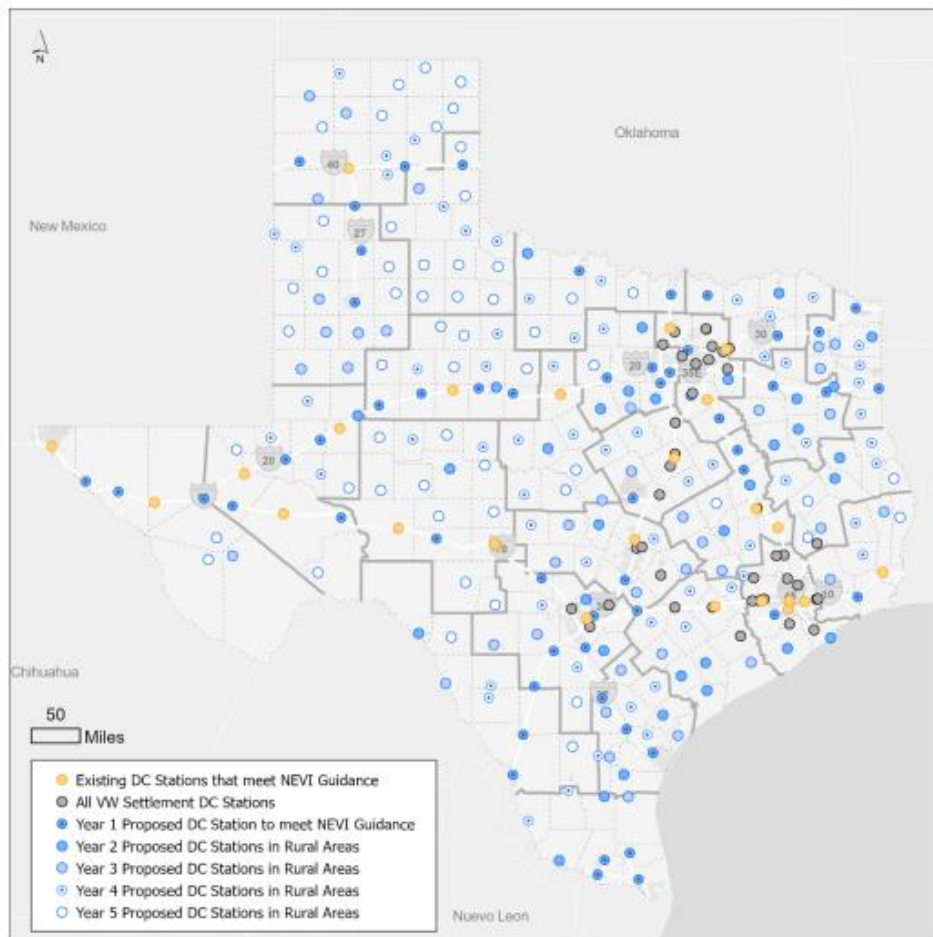 N
Oklahoma
40
New Mexico
27
30
20
35E
20
10
Chihuahua
50
Miles
Existing DC Stations that meet NEVI Guidance
All VW Settlement DC Stations
Year 1 Proposed DC Station to meet NEVI Guidance
Year 2 Proposed DC Stations in Rural Areas
Year 3 Proposed DC Stations in Rural Areas
Year 4 Proposed DC Stations in Rural Areas
Year 5 Proposed DC Stations in Rural Areas
Nuevo Leon